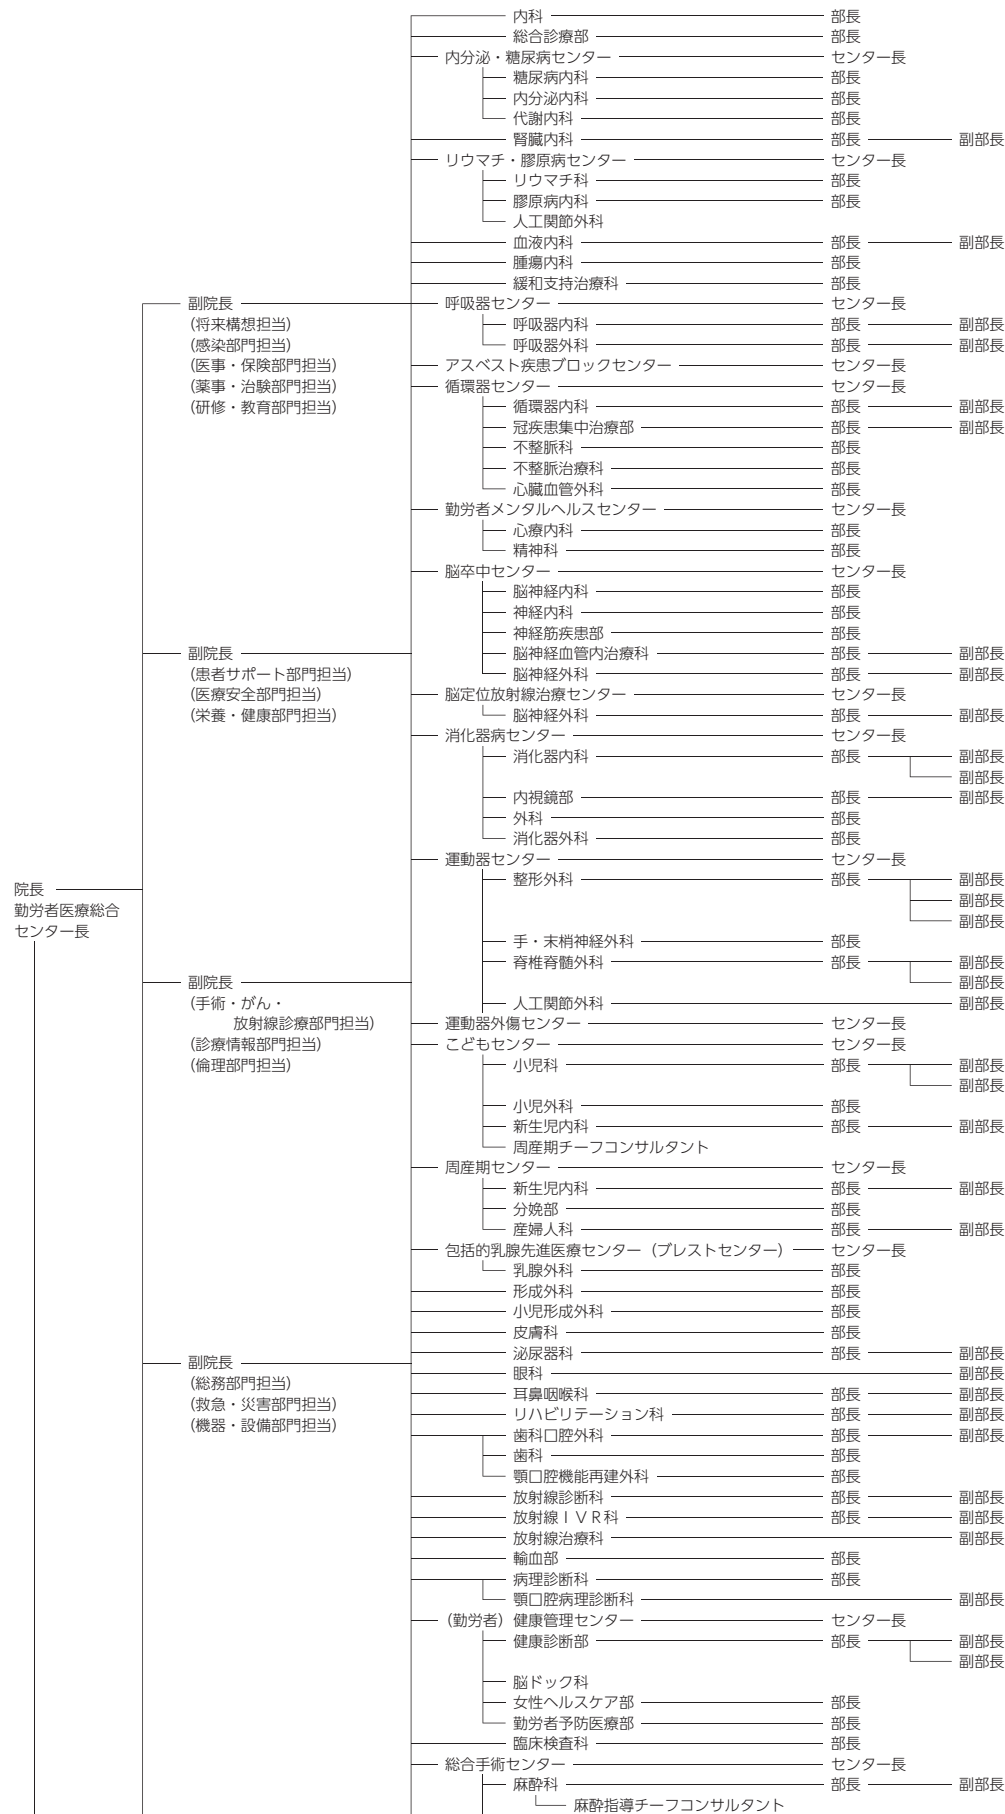 内科 部長
総合診療部 部長
内分泌・糖尿病センター センター長
糖尿病内科 部長
内分泌内科 部長
代謝内科 部長
腎臓内科 部長 副部長
リウマチ・膠原病センター センター長
リウマチ科 部長
膠原病内科 部長
人工関節外科
血液内科 部長 副部長
腫瘍内科 部長
緩和支持治療科 部長
副院長 呼吸器センター センター長
(将来構想担当) 呼吸器内科 部長 副部長
(感染部門担当) 呼吸器外科 部長 副部長
(医事・保険部門担当) アスベスト疾患ブロックセンター センター長
(薬事・治験部門担当) 循環器センター センター長
(研修・教育部門担当) 循環器内科 部長 副部長
冠疾患集中治療部 部長 副部長
不整脈科 部長
不整脈治療科 部長
心臓血管外科 部長
勤労者メンタルヘルスセンター センター長
心療内科 部長
精神科 部長
脳卒中センター センター長
脳神経内科 部長
神経内科 部長
神経筋疾患部 部長
副院長 脳神経血管内治療科 部長 副部長
(患者サポート部門担当) 脳神経外科 部長 副部長
(医療安全部門担当) 脳定位放射線治療センター センター長
(栄養・健康部門担当) 脳神経外科 部長 副部長
消化器病センター センター長
消化器内科 部長 副部長
副部長
内視鏡部 部長 副部長
外科 部長
消化器外科 部長
運動器センター センター長
院長 整形外科 部長 副部長
勤労者医療総合 副部長
センター長 副部長
手・末梢神経外科 部長
脊椎脊髄外科 部長 副部長
副院長 副部長
(手術・がん・ 人工関節外科 副部長
放射線診療部門担当) 運動器外傷センター センター長
(診療情報部門担当) こどもセンター センター長
(倫理部門担当) 小児科 部長 副部長
副部長
小児外科 部長
新生児内科 部長 副部長
周産期チーフコンサルタント
周産期センター センター長
新生児内科 部長 副部長
分娩部 部長
産婦人科 部長 副部長
包括的乳腺先進医療センター（ブレストセンター） センター長
乳腺外科 部長
形成外科 部長
小児形成外科 部長
皮膚科 部長
副院長 泌尿器科 部長 副部長
(総務部門担当) 眼科 副部長
(救急・災害部門担当) 耳鼻咽喉科 部長 副部長
(機器・設備部門担当) リハビリテーション科 部長 副部長
歯科口腔外科 部長 副部長
歯科 部長
顎口腔機能再建外科 部長
放射線診断科 部長 副部長
放射線ＩＶＲ科 部長 副部長
放射線治療科 副部長
輸血部 部長
病理診断科 部長
顎口腔病理診断科 副部長
（勤労者）健康管理センター センター長
健康診断部 部長 副部長
副部長
脳ドック科
女性ヘルスケア部 部長
勤労者予防医療部 部長
臨床検査科 部長
総合手術センター センター長
麻酔科 部長 副部長
麻酔指導チーフコンサルタント